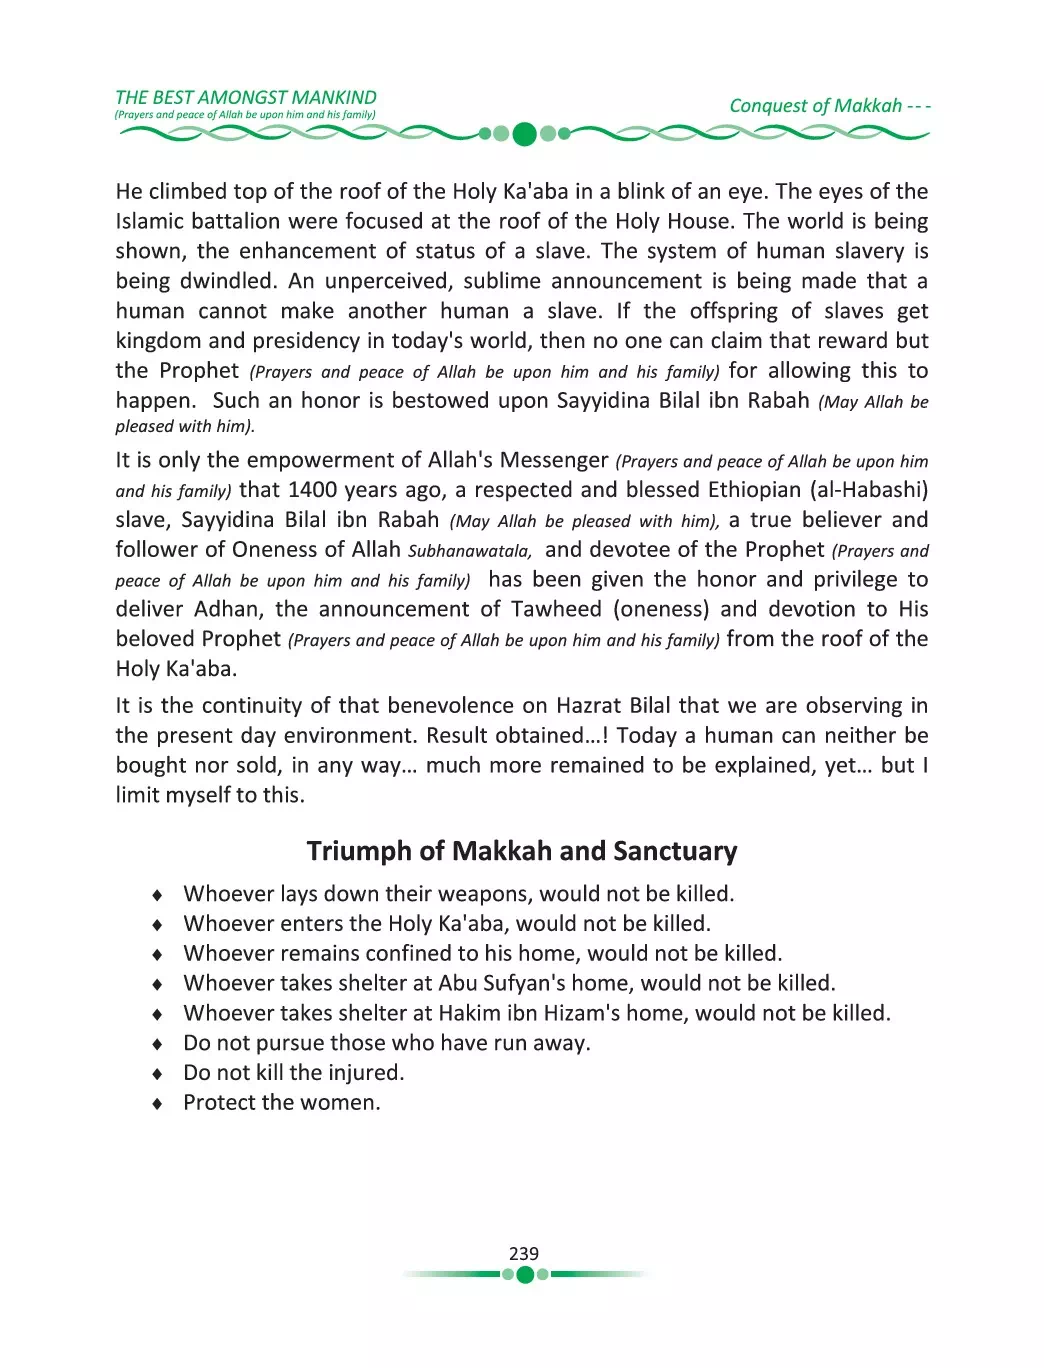 THE BEST AMONGST MANKIND
(Prayers and peace of Allah be upon him and his family)
Conquest of Makkah ---
He climbed top of the roof of the Holy Ka'aba in a blink of an eye. The eyes of the
Islamic battalion were focused at the roof of the Holy House. The world is being
shown, the enhancement of status of a slave. The system of human slavery is
being dwindled. An unperceived, sublime announcement is being made that a
human cannot make another human a slave. If the offspring of slaves get
kingdom and presidency in today's world, then no one can claim that reward but
the Prophet (Prayers and peace of Allah be upon him and his family) for allowing this to
happen. Such an honor is bestowed upon Sayyidina Bilal ibn Rabah (May Allah be
pleased with him).
It is only the empowerment of Allah's Messenger (Prayers and peace of Allah be upon him
and his family) that 1400 years ago, a respected and blessed Ethiopian (al-Habashi)
slave, Sayyidina Bilal ibn Rabah (May Allah be pleased with him), a true believer and
follower of Oneness of Allah Subhanawatala, and devotee of the Prophet (Prayers and
peace of Allah be upon him and his family) has been given the honor and privilege to
deliver Adhan, the announcement of Tawheed (oneness) and devotion to His
beloved Prophet (Prayers and peace of Allah be upon him and his family) from the roof of the
Holy Ka'aba.
It is the continuity of that benevolence on Hazrat Bilal that we are observing in
the present day environment. Result obtained…! Today a human can neither be
bought nor sold, in any way… much more remained to be explained, yet… but I
limit myself to this.
Triumph of Makkah and Sanctuary
♦ Whoever lays down their weapons, would not be killed.
♦ Whoever enters the Holy Ka'aba, would not be killed.
♦ Whoever remains confined to his home, would not be killed.
♦ Whoever takes shelter at Abu Sufyan's home, would not be killed.
♦ Whoever takes shelter at Hakim ibn Hizam's home, would not be killed.
♦ Do not pursue those who have run away.
♦ Do not kill the injured.
♦ Protect the women.
239